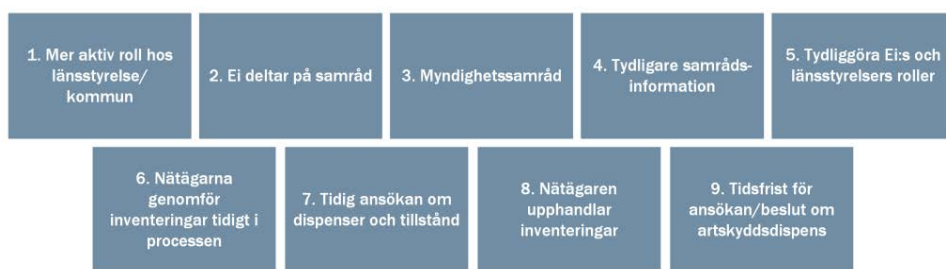 1. Mer aktiv roll hos
länsstyrelse/
kommun
2. Ei deltar på samråd
3. Myndighetssamråd
4. Tydligare samråds-
information
5. Tydliggöra Ei:s och
länsstyrelsers roller
6. Nätägarna
genomför
inventeringar tidigt i
processen
7. Tidig ansökan om
dispenser och tillstånd
8. Nätägaren
upphandlar
inventeringar
9. Tidsfrist för
ansökan/beslut om
artskyddsdispens